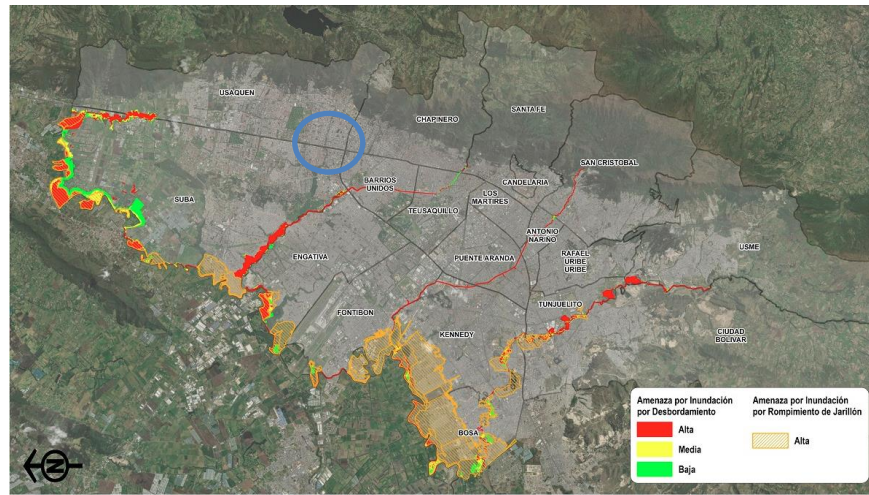 USAQUEN
CHAPINERO
SANTA FE
SAN CRISTOBAL
BARRIOS
UNIDOS
CANDELARIA
LOS
MARTIRES
SUBA
TEUSAQUILLO
ANTONIO
NARIÑO
USME
ENGATIVA
PUENTE ARANDA
RAFAEL
URIBE
URIBE
TUNJUELITO
FONTIBON
KENNEDY
CIUDAD
BOLIVAR
BOSA
N
Amenaza por Inundación
por Desbordamiento
Alta
Media
Baja
Amenaza por Inundación
por Rompimiento de Jarillón
Alta